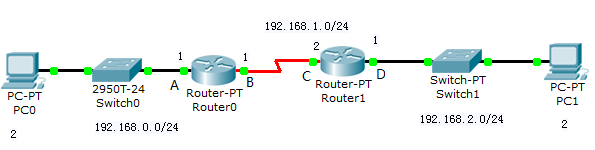 192.168.1.0/24
1
1
2
1
A
B
C
D
PC-PT
PC0
2950T-24
Switch0
Router-PT
Router0
Router-PT
Router1
Switch-PT
Switch1
PC-PT
PC1
2
192.168.0.0/24
192.168.2.0/24
2